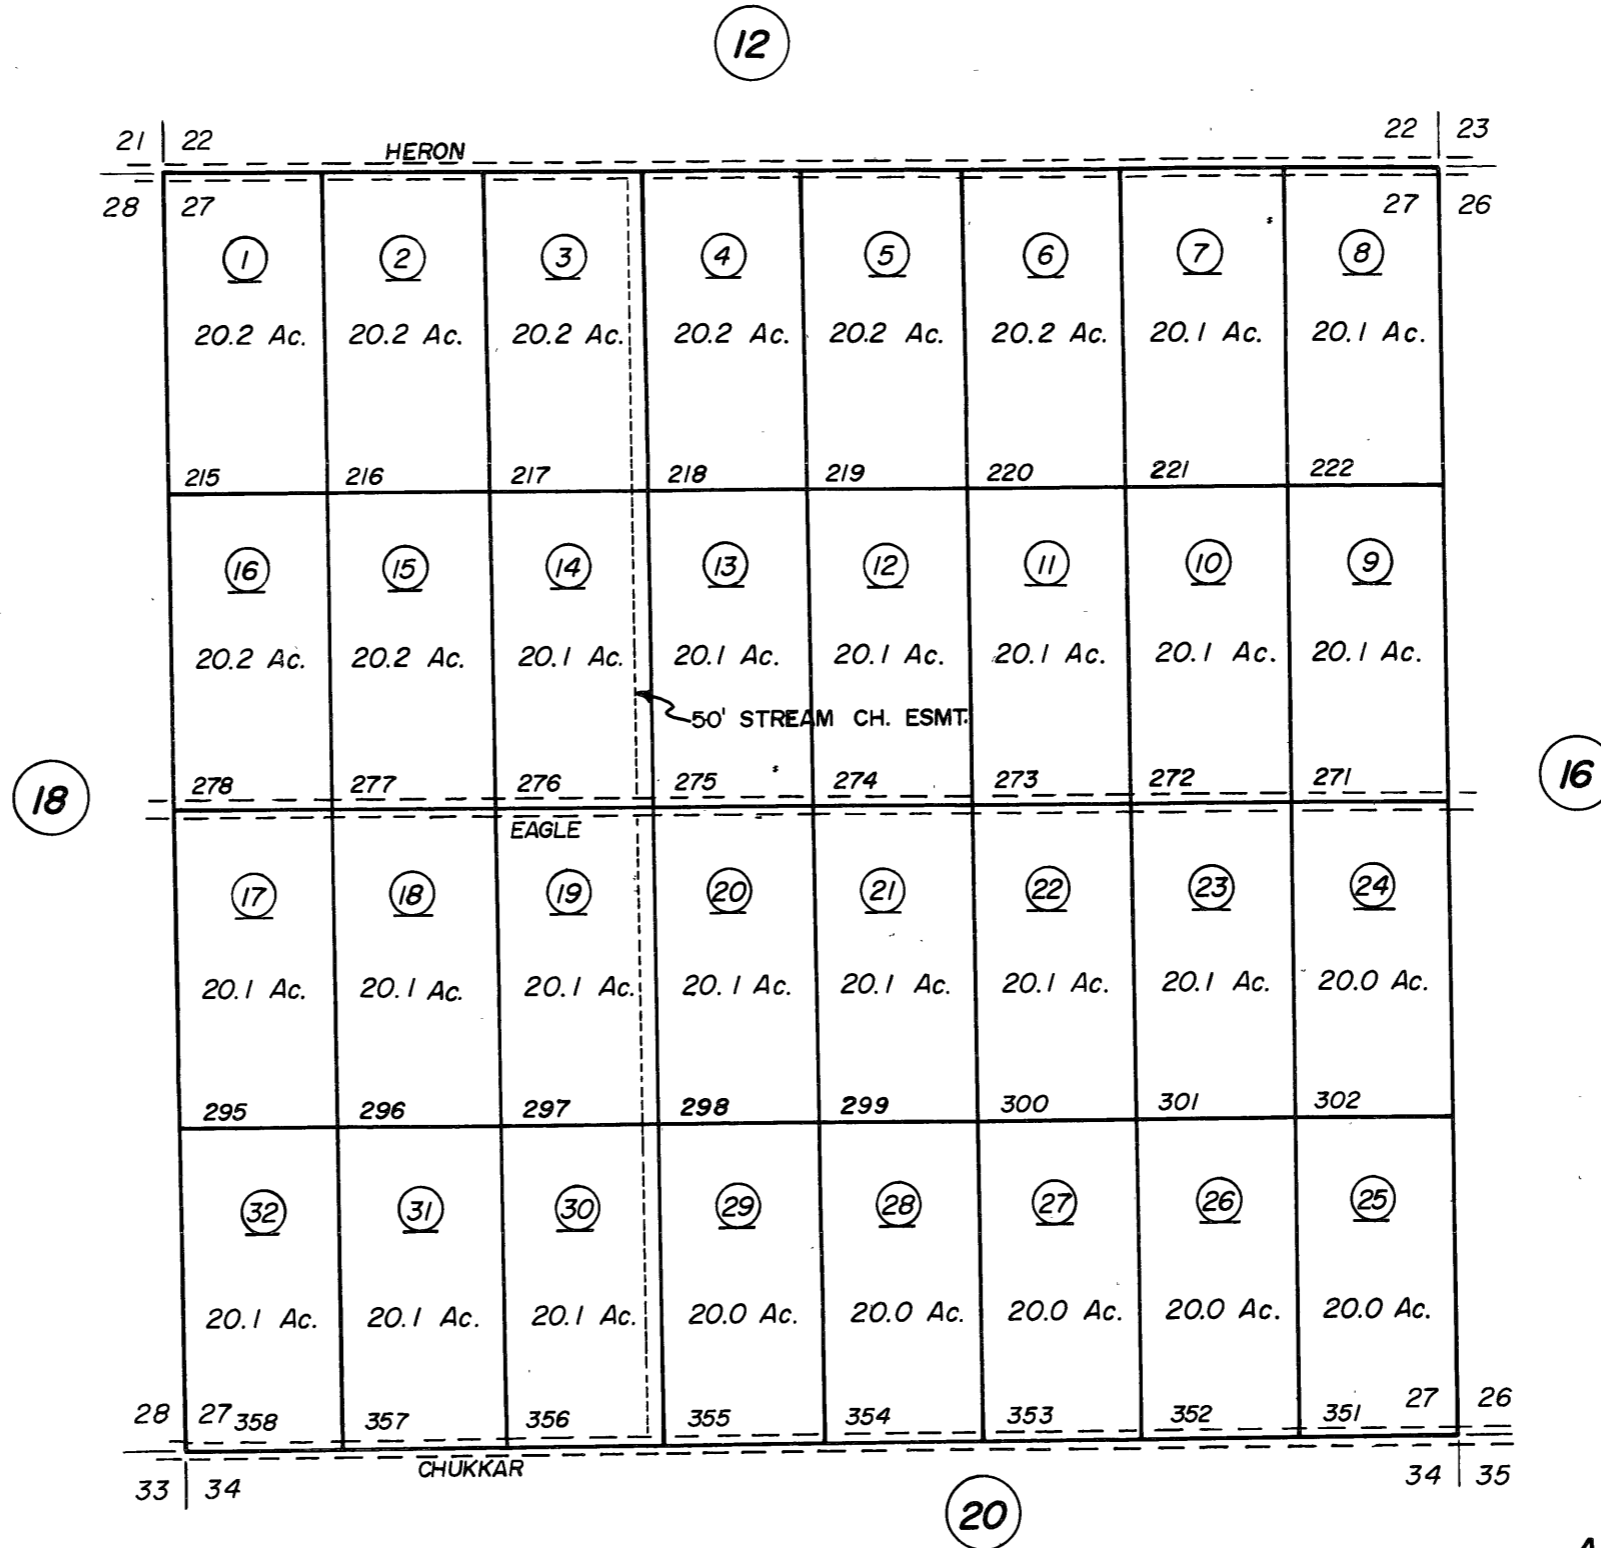 12
21 22 22 23
HERON
28 27 27 26
1 2 3 4 5 6 7 8
20.2 Ac. 20.2 Ac. 20.2 Ac. 20.2 Ac. 20.2 Ac. 20.2 Ac. 20.1 Ac. 20.1 Ac.
215 216 217 218 219 220 221 222
16 15 14 13 12 11 10 9
20.2 Ac. 20.2 Ac. 20.1 Ac. 20.1 Ac. 20.1 Ac. 20.1 Ac. 20.1 Ac. 20.1 Ac.
50' STREAM CH. ESMT.
278 277 276 275 274 273 272 271
18 16
EAGLE
17 18 19 20 21 22 23 24
20.1 Ac. 20.1 Ac. 20.1 Ac. 20.1 Ac. 20.1 Ac. 20.1 Ac. 20.1 Ac. 20.0 Ac.
295 296 297 298 299 300 301 302
32 31 30 29 28 27 26 25
20.1 Ac. 20.1 Ac. 20.1 Ac. 20.0 Ac. 20.0 Ac. 20.0 Ac. 20.0 Ac. 20.0 Ac.
28 27 358 357 356 355 354 353 352 351 27 26
CHUKKAR
33 34 34 35
20